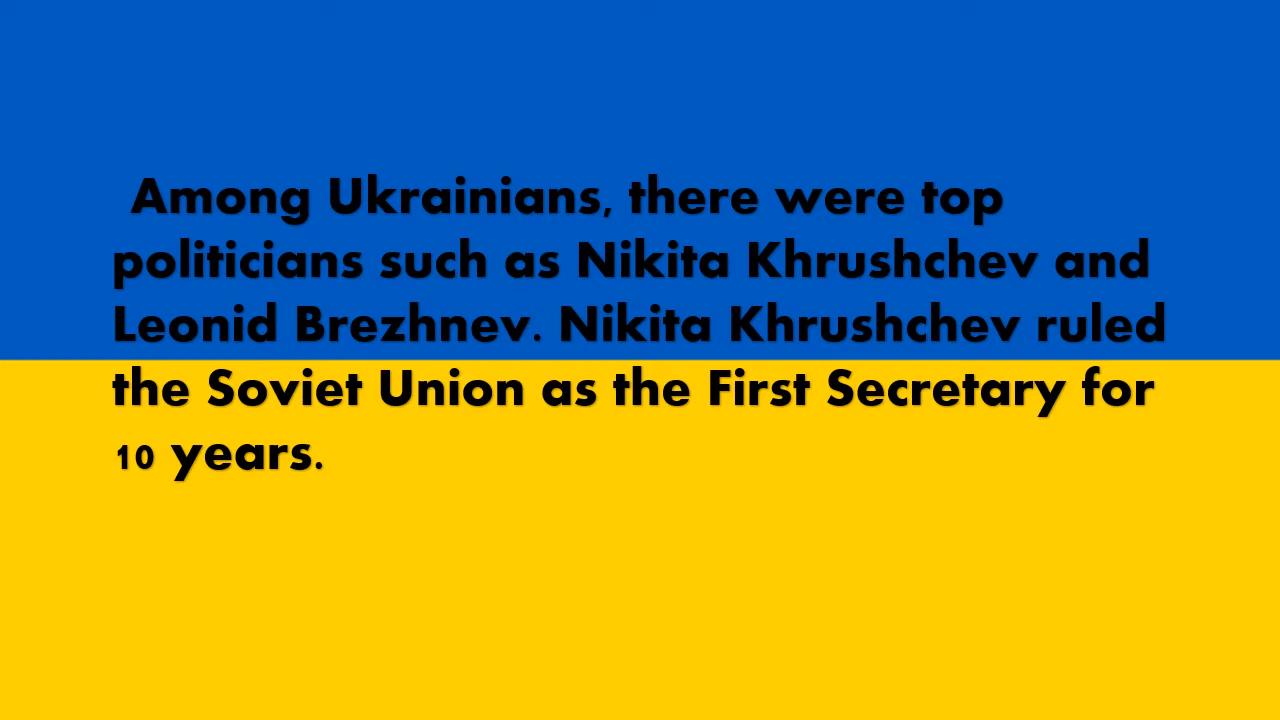 Among Ukrainians, there were top
politicians such as Nikita Khrushchev and
Leonid Brezhnev. Nikita Khrushchev ruled
the Soviet Union as the First Secretary for
10 years.